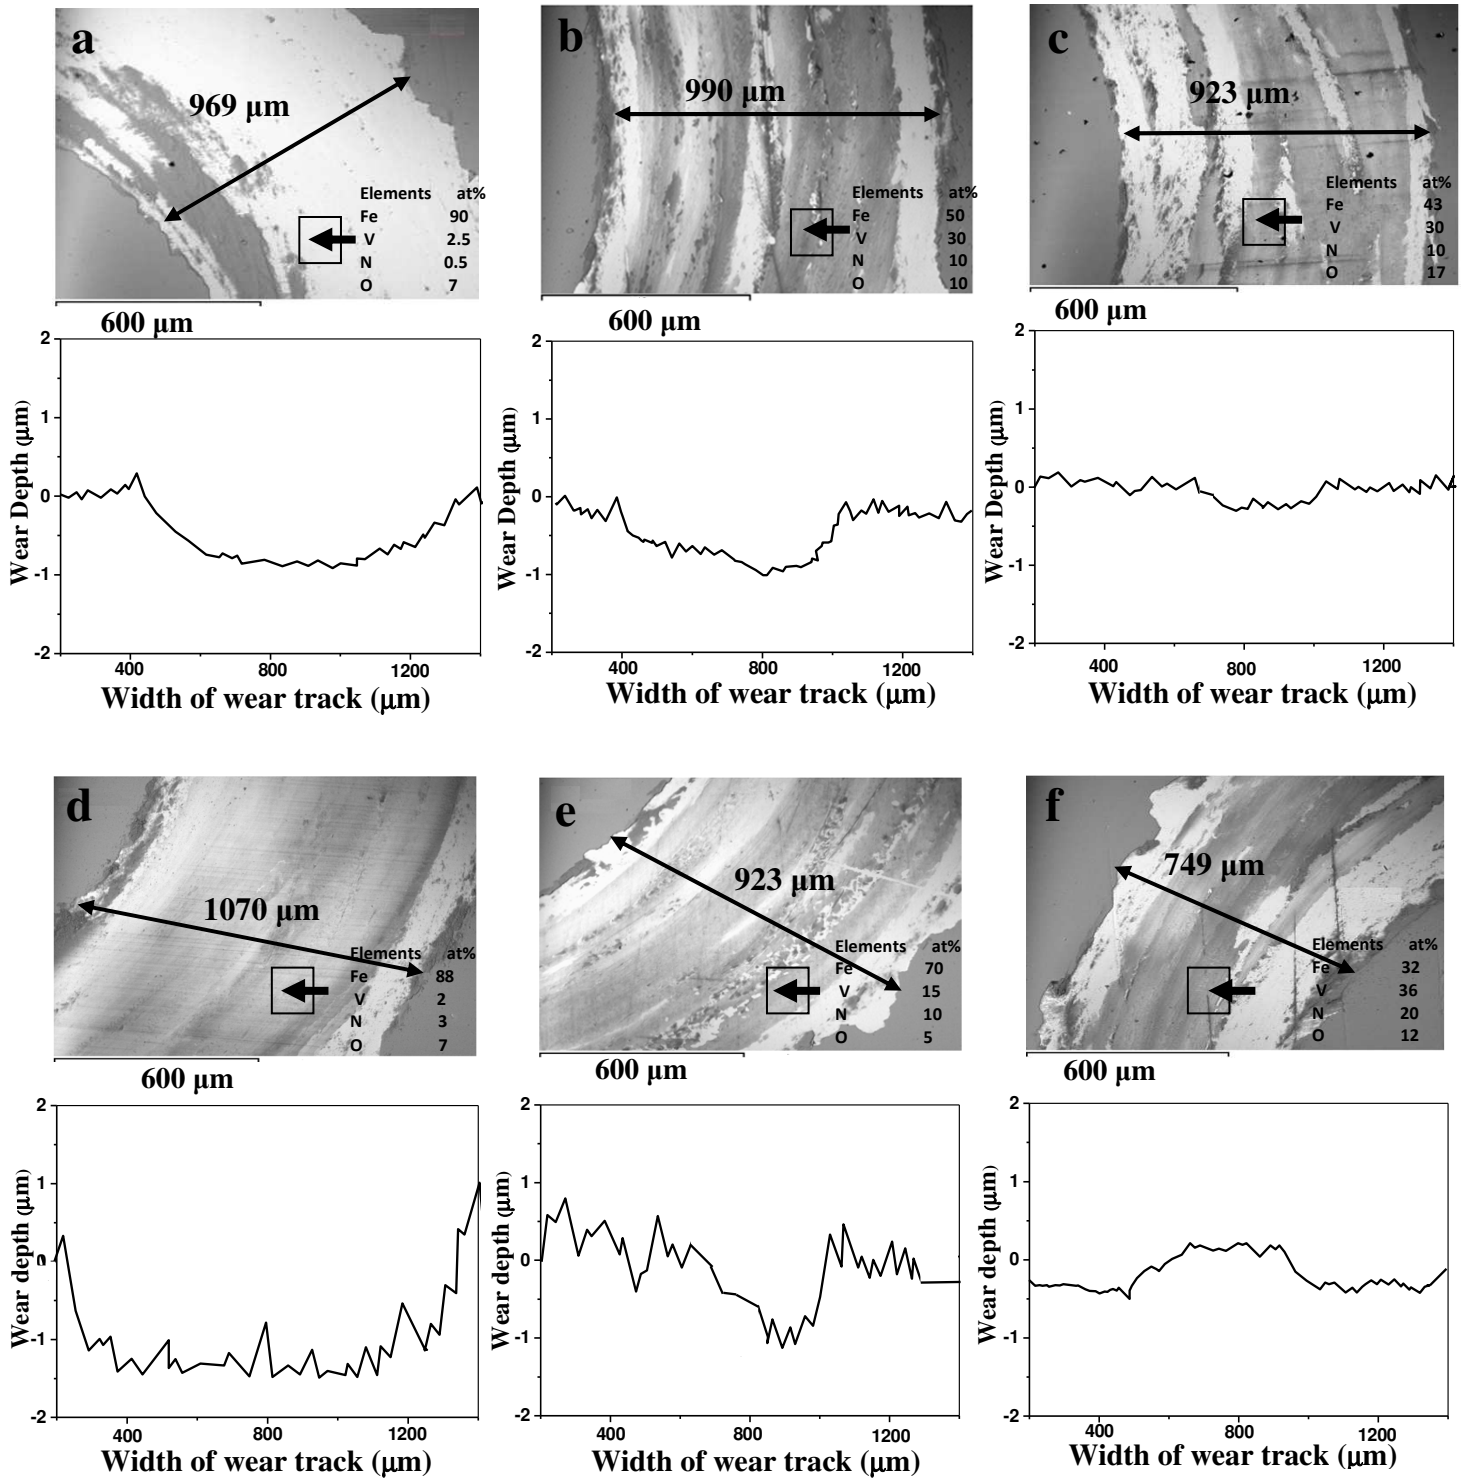 a
969 μm
Elements at%
Fe 90
V 2.5
N 0.5
O 7
600 μm
b
990 μm
Elements at%
Fe 50
V 30
N 10
O 10
600 μm
c
923 μm
Elements at%
Fe 43
V 30
N 10
O 17
600 μm
2
1
0
-1
-2
Wear Depth (μm)
400 800 1200
Width of wear track (μm)
2
1
0
-1
-2
Wear Depth (μm)
400 800 1200
Width of wear track (μm)
2
1
0
-1
-2
Wear Depth (μm)
400 800 1200
Width of wear track (μm)
d
1070 μm
Elements at%
Fe 88
V 2
N 3
O 7
600 μm
e
923 μm
Elements at%
Fe 70
V 15
N 10
O 5
600 μm
f
749 μm
Elements at%
Fe 32
V 36
N 20
O 12
600 μm
2
1
0
-1
-2
Wear depth (μm)
400 800 1200
Width of wear track (μm)
2
1
0
-1
-2
Wear depth (μm)
400 800 1200
Width of wear track (μm)
2
1
0
-1
-2
Wear depth (μm)
400 800 1200
Width of wear track (μm)